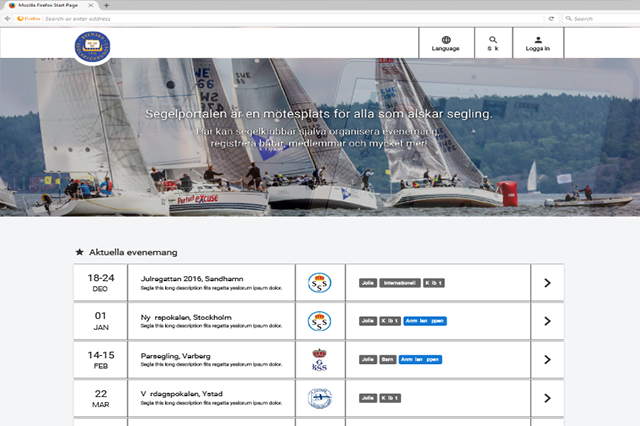 Mozilla Firefox Start Page
Firefox
Search or enter address
Search
Language
S k
Logga in
Segelportalen är en mötesplats för alla som älskar segling.
Här kan segelklubbar själva organisera evenemang,
registrera båtar, medlemmar och mycket mer!
SWE
SWE
Perfect eXcuse
Aktuella evenemang
18-24
DEC
Julregattan 2016, Sandhamn
Segla this long description fits regatta yeslorum ipsum dolor.
SSS
Jolle
Internationell
K lb t
01
JAN
Ny rspokalen, Stockholm
Segla this long description fits regatta yeslorum ipsum dolor.
SSS
Jolle
K lb t
Anm lan ppen
14-15
FEB
Parsegling, Varberg
Segla this long description fits regatta yeslorum ipsum dolor.
G
KSS
Jolle
Barn
Anm lan ppen
22
MAR
V rdagspokalen, Ystad
Segla this long description fits regatta yeslorum ipsum dolor.
Jolle
K lb t